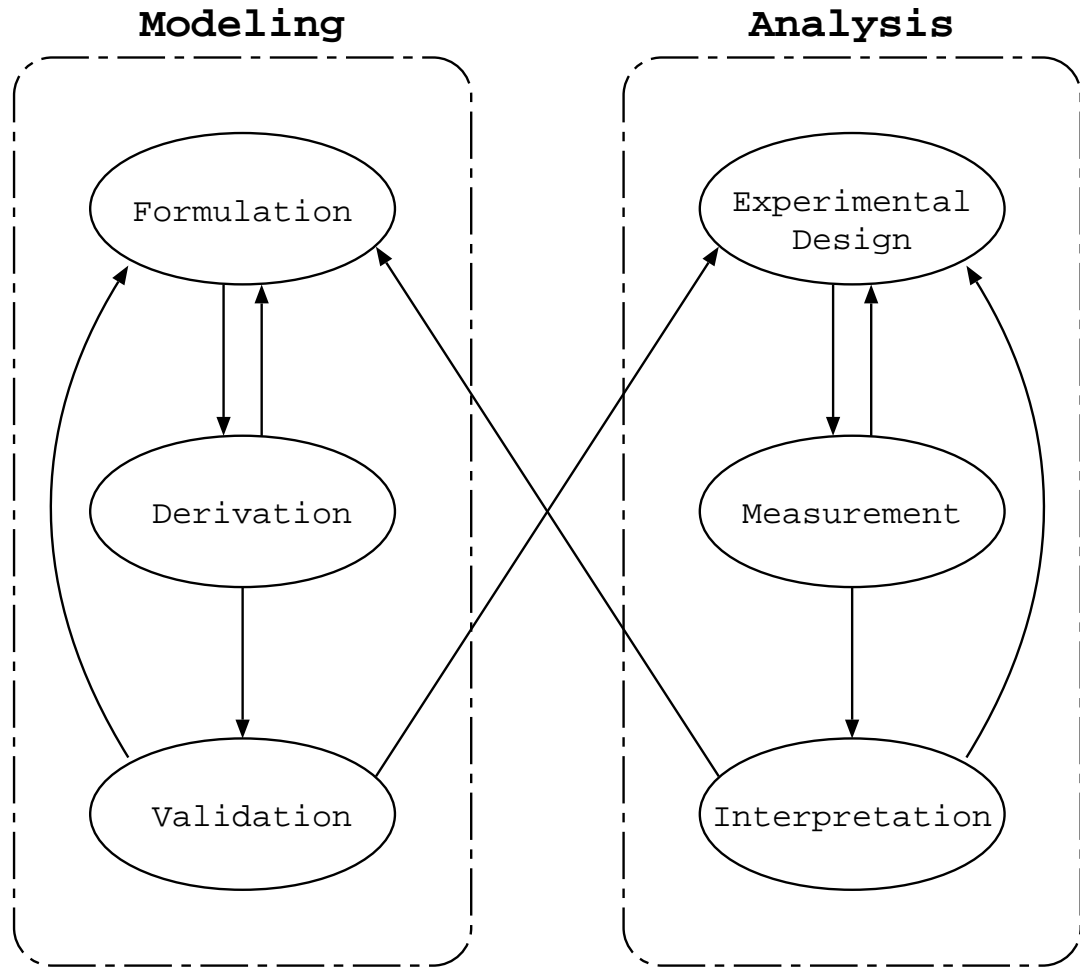 Modeling
Analysis
Formulation
Experimental
Design
Derivation
Measurement
Validation
Interpretation